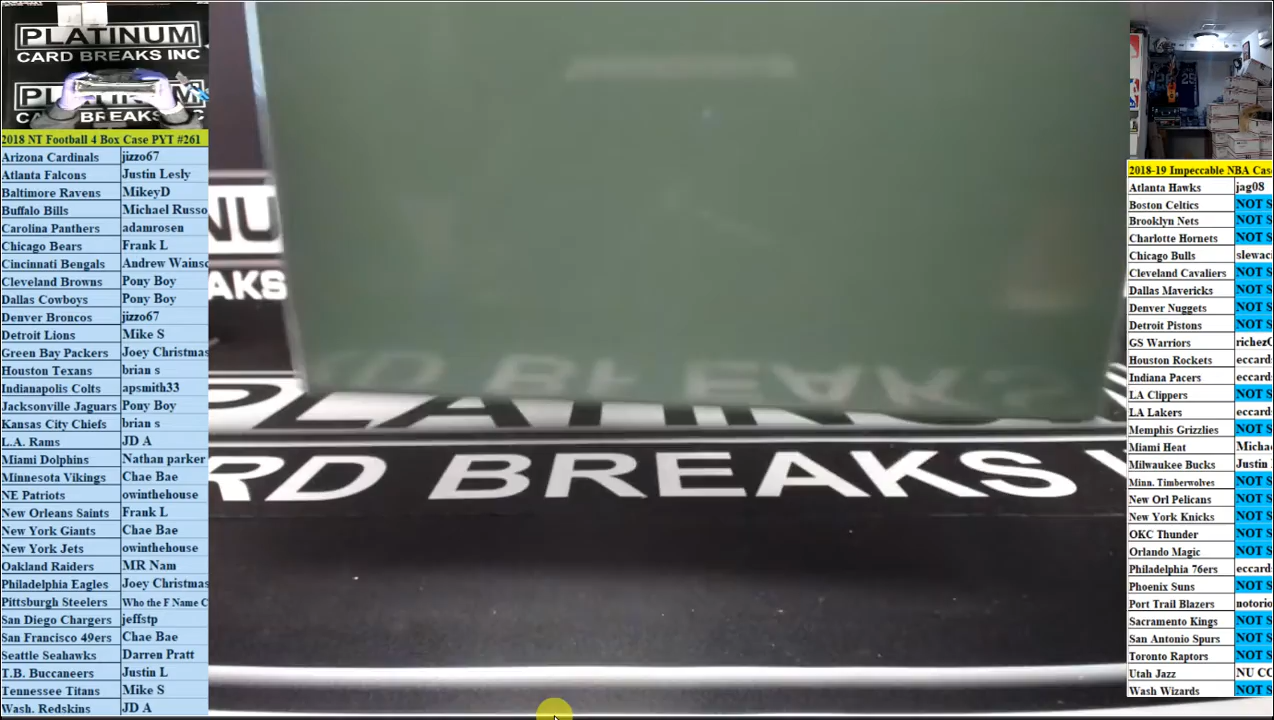 PLATINUM
CARD BREAKS INC
2018 NT Football 4 Box Case PYT #261
Arizona Cardinals jizzo67
Atlanta Falcons Justin Lesly
Baltimore Ravens MikeyD
Buffalo Bills Michael Russo
Carolina Panthers adamrosen
Chicago Bears Frank L
Cincinnati Bengals Andrew Wainsc
Cleveland Browns Pony Boy
Dallas Cowboys Pony Boy
Denver Broncos jizzo67
Detroit Lions Mike S
Green Bay Packers Joey Christmas
Houston Texans brian s
Indianapolis Colts apsmith33
Jacksonville Jaguars Pony Boy
Kansas City Chiefs brian s
L.A. Rams JD A
Miami Dolphins Nathan parker
Minnesota Vikings Chae Bae
NE Patriots owinthehouse
New Orleans Saints Frank L
New York Giants Chae Bae
New York Jets owinthehouse
Oakland Raiders MR Nam
Philadelphia Eagles Joey Christmas
Pittsburgh Steelers Who the F Name C
San Diego Chargers jeffstp
San Francisco 49ers Chae Bae
Seattle Seahawks Darren Pratt
T.B. Buccaneers Justin L
Tennessee Titans Mike S
Wash. Redskins JD A
NU
AKS
PLATINU
RD BREAKS
2018-19 Impeccable NBA Cas
Atlanta Hawks jag08
Boston Celtics NOT S
Brooklyn Nets NOT S
Charlotte Hornets NOT S
Chicago Bulls slewac
Cleveland Cavaliers NOT S
Dallas Mavericks NOT S
Denver Nuggets NOT S
Detroit Pistons NOT S
GS Warriors richez
Houston Rockets eccard
Indiana Pacers eccard
LA Clippers NOT S
LA Lakers eccard
Memphis Grizzlies NOT S
Miami Heat Micha
Milwaukee Bucks Justin
Minn. Timberwolves NOT S
New Orl Pelicans NOT S
New York Knicks NOT S
OKC Thunder NOT S
Orlando Magic NOT S
Philadelphia 76ers eccard
Phoenix Suns NOT S
Port Trail Blazers notorio
Sacramento Kings NOT S
San Antonio Spurs NOT S
Toronto Raptors NOT S
Utah Jazz NU CO
Wash Wizards NOT S